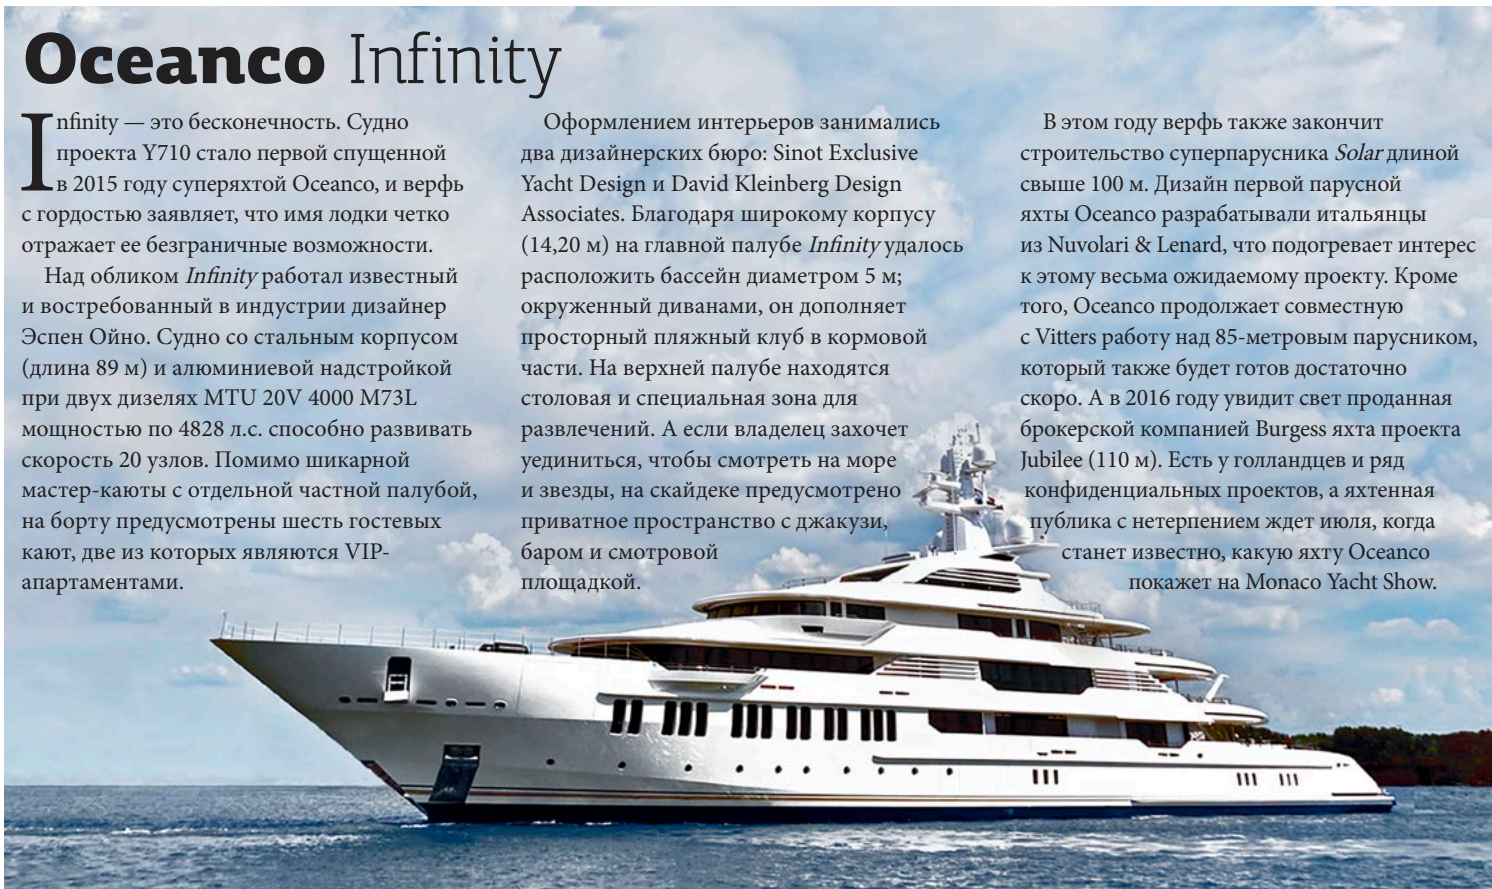 Oceanco Infinity
Infinity — это бесконечность. Судно
проекта Y710 стало первой спущенной
в 2015 году суперяхтой Oceanco, и верфь
с гордостью заявляет, что имя лодки четко
отражает ее безграничные возможности.
Над обликом Infinity работал известный
и востребованный в индустрии дизайнер
Эспен Ойно. Судно со стальным корпусом
(длина 89 м) и алюминиевой надстройкой
при двух дизелях MTU 20V 4000 M73L
мощностью по 4828 л.с. способно развивать
скорость 20 узлов. Помимо шикарной
мастер-каюты с отдельной частной палубой,
на борту предусмотрены шесть гостевых
кают, две из которых являются VIP-
апартаментами.
Оформлением интерьеров занимались
два дизайнерских бюро: Sinot Exclusive
Yacht Design и David Kleinberg Design
Associates. Благодаря широкому корпусу
(14,20 м) на главной палубе Infinity удалось
расположить бассейн диаметром 5 м;
окруженный диванами, он дополняет
просторный пляжный клуб в кормовой
части. На верхней палубе находятся
столовая и специальная зона для
развлечений. А если владелец захочет
уединиться, чтобы смотреть на море
и звезды, на скайдеке предусмотрено
приватное пространство с джакузи,
баром и смотровой
площадкой.
В этом году верфь также закончит
строительство суперпарусника Solar длиной
свыше 100 м. Дизайн первой парусной
яхты Oceanco разрабатывали итальянцы
из Nuvolari & Lenard, что подогревает интерес
к этому весьма ожидаемому проекту. Кроме
того, Oceanco продолжает совместную
с Vitters работу над 85-метровым парусником,
который также будет готов достаточно
скоро. А в 2016 году увидит свет проданная
брокерской компанией Burgess яхта проекта
Jubilee (110 м). Есть у голландцев и ряд
конфиденциальных проектов, а яхтенная
публика с нетерпением ждет июля, когда
станет известно, какую яхту Oceanco
покажет на Monaco Yacht Show.